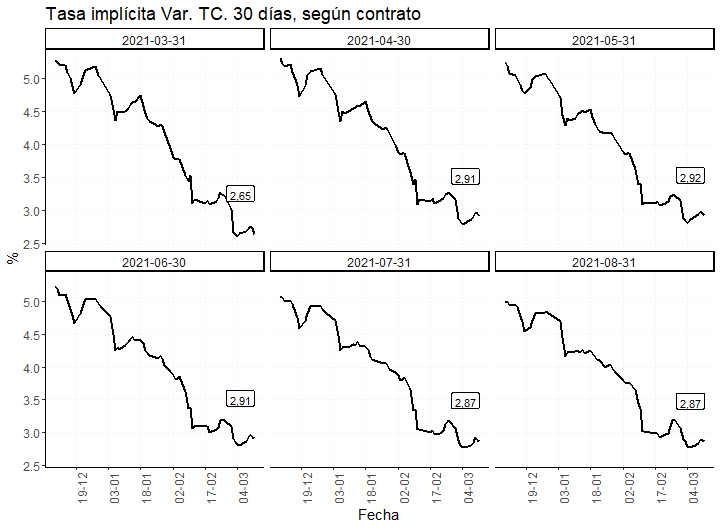 Tasa implícita Var. TC. 30 días, según contrato
2021-03-31 2021-04-30 2021-05-31
5.0
4.5
4.0
3.5
3.0
2.5
2,65 2,91 2,92
%
2021-06-30 2021-07-31 2021-08-31
5.0
4.5
4.0
3.5
3.0
2.5
2,91 2,87 2,87
19-12 03-01 18-01 02-02 17-02 04-03 19-12 03-01 18-01 02-02 17-02 04-03 19-12 03-01 18-01 02-02 17-02 04-03
Fecha